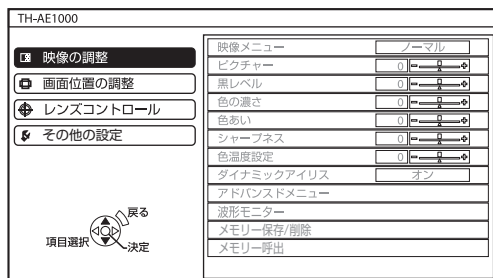 TH-AE1000
映像の調整
画面位置の調整
レンズコントロール
その他の設定
戻る
項目選択
決定
映像メニュー ノーマル
ピクチャー 0
黒レベル 0
色の濃さ 0
色あい 0
シャープネス 0
色温度設定 0
ダイナミックアイリス オン
アドバンスドメニュー
波形モニター
メモリー保存/削除
メモリー呼出